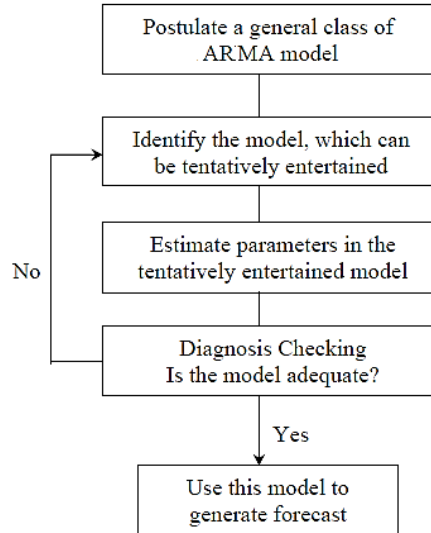 Postulate a general class of
ARMA model
Identify the model, which can
be tentatively entertained
Estimate parameters in the
tentatively entertained model
No
Diagnosis Checking
Is the model adequate?
Yes
Use this model to
generate forecast